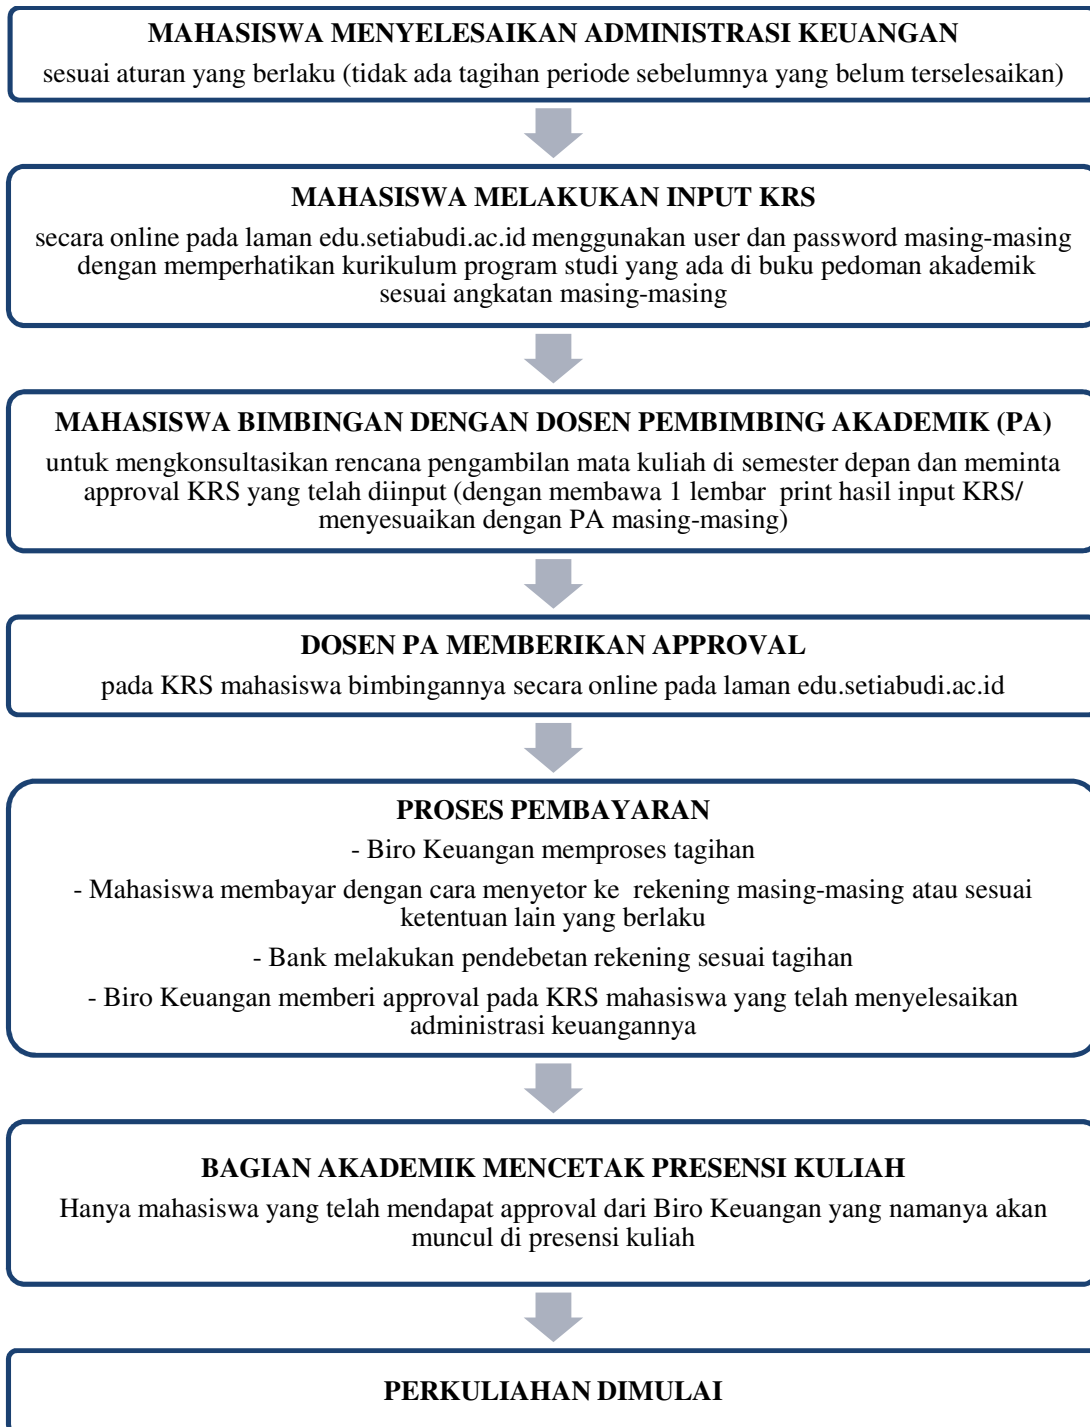 MAHASISWA MENYELESAIKAN ADMINISTRASI KEUANGAN
sesuai aturan yang berlaku (tidak ada tagihan periode sebelumnya yang belum terselesaikan)
MAHASISWA MELAKUKAN INPUT KRS
secara online pada laman edu.setiabudi.ac.id menggunakan user dan password masing-masing
dengan memperhatikan kurikulum program studi yang ada di buku pedoman akademik
sesuai angkatan masing-masing
MAHASISWA BIMBINGAN DENGAN DOSEN PEMBIMBING AKADEMIK (PA)
untuk mengkonsultasikan rencana pengambilan mata kuliah di semester depan dan meminta
approval KRS yang telah diinput (dengan membawa 1 lembar print hasil input KRS/
menyesuaikan dengan PA masing-masing)
DOSEN PA MEMBERIKAN APPROVAL
pada KRS mahasiswa bimbingannya secara online pada laman edu.setiabudi.ac.id
PROSES PEMBAYARAN
- Biro Keuangan memproses tagihan
- Mahasiswa membayar dengan cara menyetor ke rekening masing-masing atau sesuai
ketentuan lain yang berlaku
- Bank melakukan pendebetan rekening sesuai tagihan
- Biro Keuangan memberi approval pada KRS mahasiswa yang telah menyelesaikan
administrasi keuangannya
BAGIAN AKADEMIK MENCETAK PRESENSI KULIAH
Hanya mahasiswa yang telah mendapat approval dari Biro Keuangan yang namanya akan
muncul di presensi kuliah
PERKULIAHAN DIMULAI